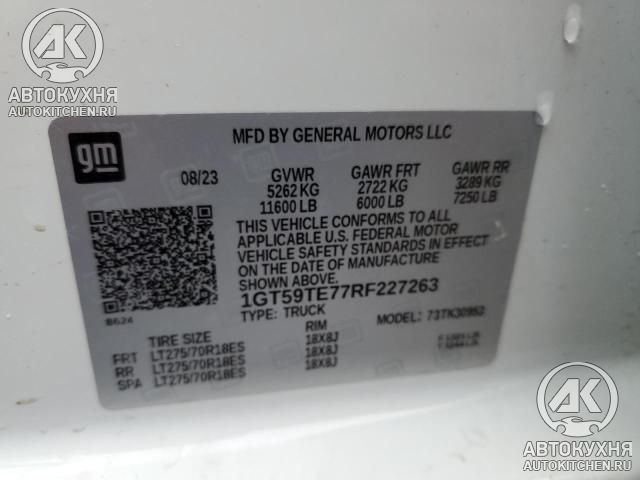 AK
АВТОКУХНЯ
AUTOKITCHEN.RU
gm
MFD BY GENERAL MOTORS LLC
08/23
GVWR GAWR FRT GAWR RR
5262 KG 2722 KG 3289 KG
11600 LB 6000 LB 7250 LB
THIS VEHICLE CONFORMS TO ALL
APPLICABLE U.S. FEDERAL MOTOR
VEHICLE SAFETY STANDARDS IN EFFECT
ON THE DATE OF MANUFACTURE
SHOWN ABOVE.
1GT59TE77RF227263
TYPE: TRUCK MODEL: 73TK30953
B624
TIRE SIZE RIM
FRT LT275/70R18ES 18X8J
RR LT275/70R18ES 18X8J
SPA LT275/70R18ES 18X8J
AK
АВТОКУХНЯ
AUTOKITCHEN.RU